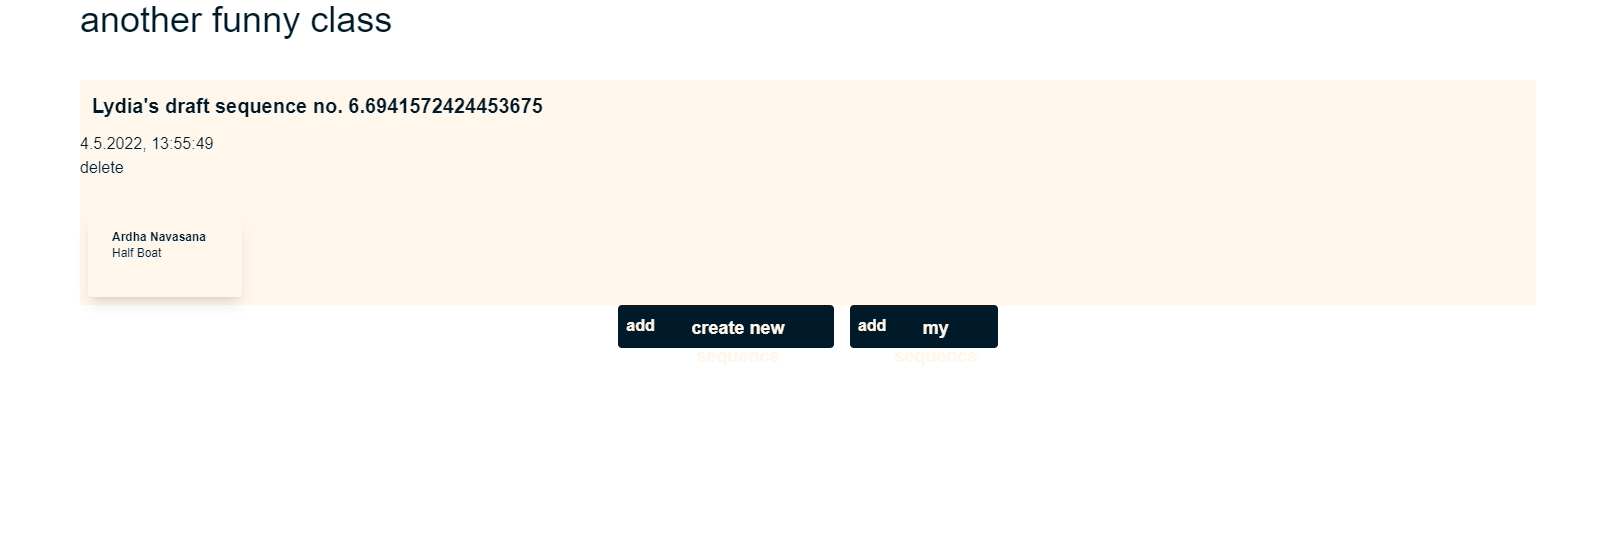 another funny class
Lydia's draft sequence no. 6.6941572424453675
4.5.2022, 13:55:49
delete
Ardha Navasana
Half Boat
add create new sequence
add my sequence